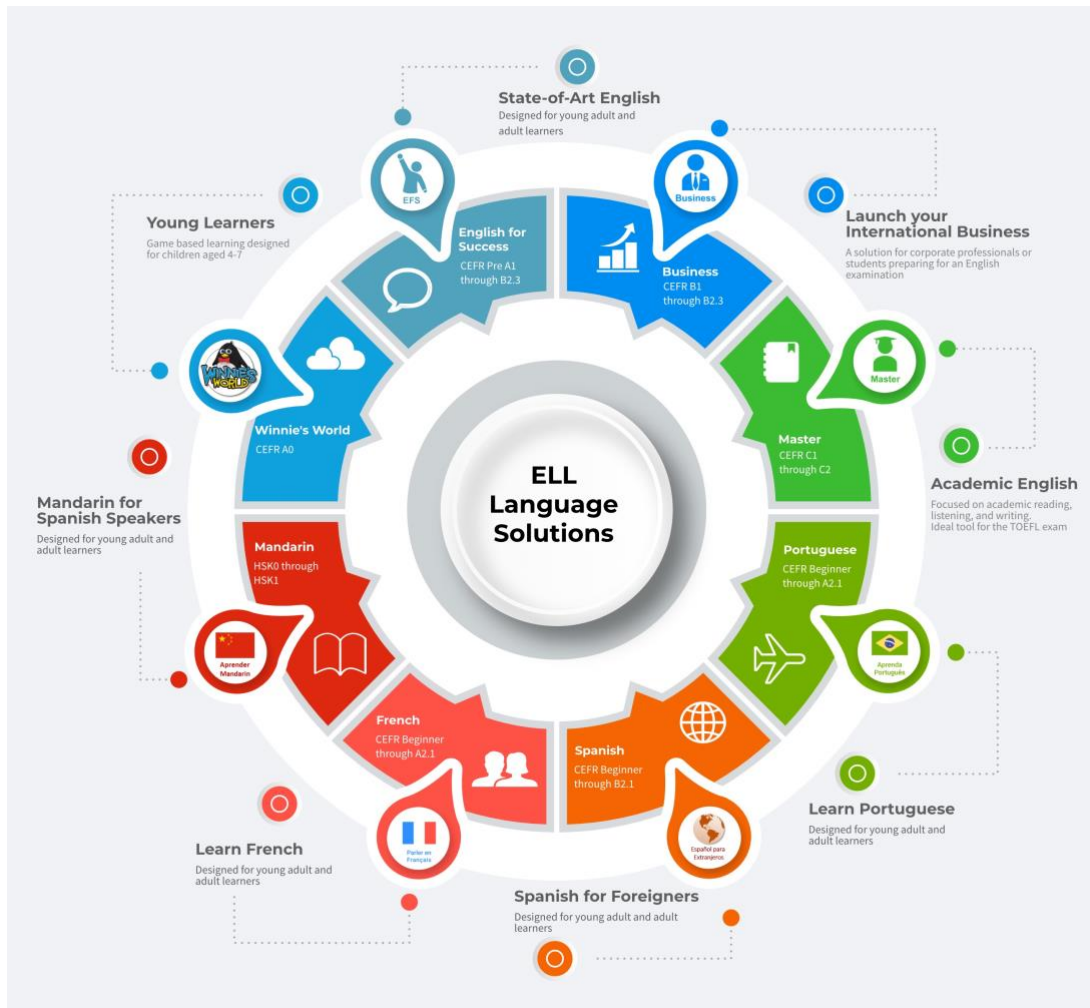 State-of-Art English
Designed for young adult and
adult learners
EFS
English for
Success
CEFR Pre A1
through B2.3
Business
Business
CEFR B1
through B2.3
Launch your
International Business
A solution for corporate professionals or
students preparing for an English
examination
Young Learners
Game based learning designed
for children aged 4-7
WINNIE'S
WORLD
Winnie's World
CEFR A0
Master
Master
CEFR C1
through C2
Academic English
Focused on academic reading,
listening, and writing.
Ideal tool for the TOEFL exam
ELL
Language
Solutions
Mandarin for
Spanish Speakers
Designed for young adult and
adult learners
Mandarin
HSK0 through
HSK1
Aprender
Mandarin
Portuguese
CEFR Beginner
through A2.1
Aprenda
Portugués
Learn Portuguese
Designed for young adult and
adult learners
French
CEFR Beginner
through A2.1
Parler en
Français
Learn French
Designed for young adult and
adult learners
Spanish
CEFR Beginner
through B2.1
Español para
Extranjeros
Spanish for Foreigners
Designed for young adult and adult
learners